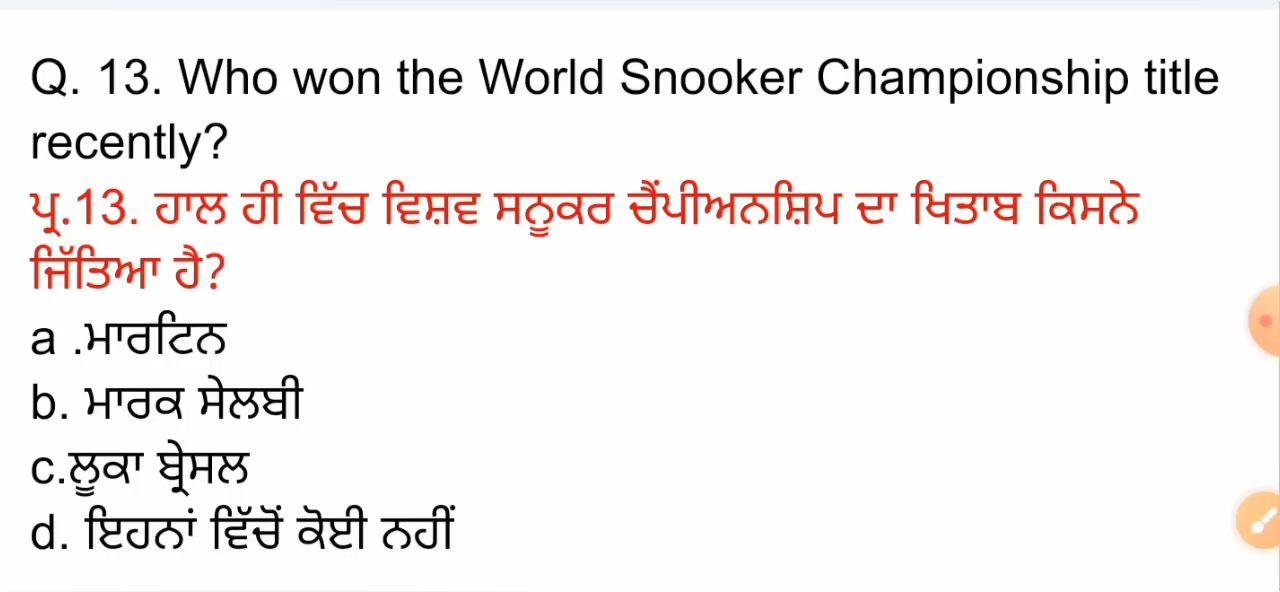 Q. 13. Who won the World Snooker Championship title
recently?
ਪ੍ਰ.13. ਹਾਲ ਹੀ ਵਿੱਚ ਵਿਸ਼ਵ ਸਨੂਕਰ ਚੈਂਪੀਅਨਸ਼ਿਪ ਦਾ ਖਿਤਾਬ ਕਿਸਨੇ
ਜਿੱਤਿਆ ਹੈ?
a .ਮਾਰਟਿਨ
b. ਮਾਰਕ ਸੇਲਬੀ
c.ਲੂਕਾ ਬ੍ਰੇਸਲ
d. ਇਹਨਾਂ ਵਿੱਚੋਂ ਕੋਈ ਨਹੀਂ